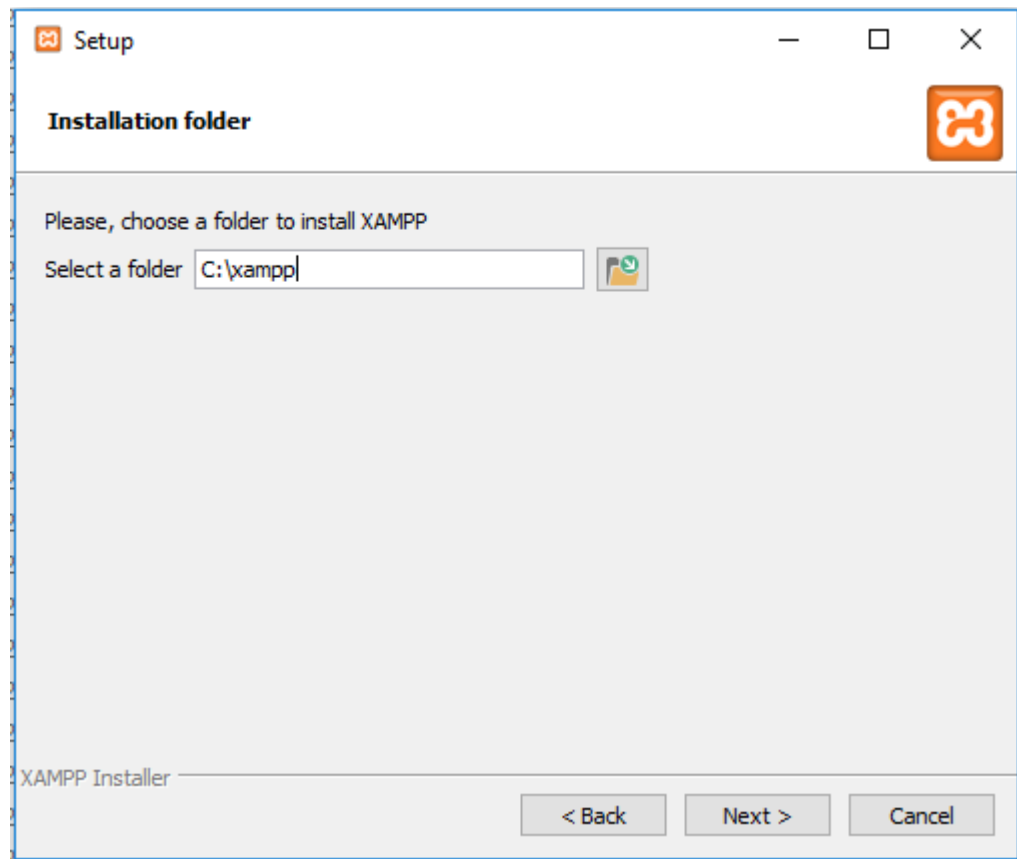 Setup
Installation folder
Please, choose a folder to install XAMPP
Select a folder C:\xampp
XAMPP Installer
< Back Next > Cancel